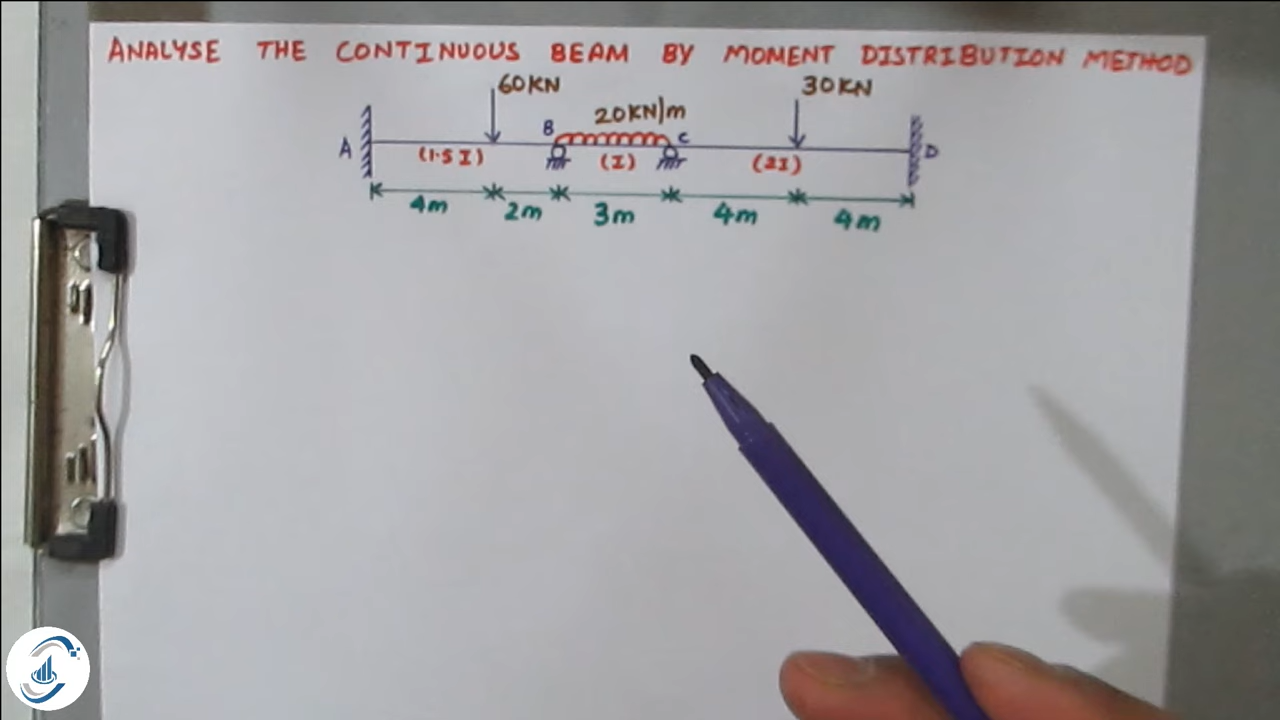 ANALYSE THE CONTINUOUS BEAM BY MOMENT DISTRIBUTION METHOD
60KN 30KN
20KN/m
A B C D
(1.5I) (I) (2I)
4m 2m 3m 4m 4m